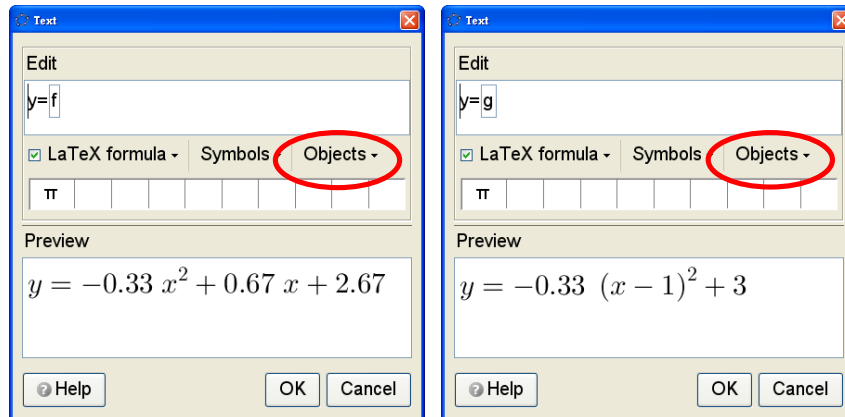 Text
Edit
y=f
LaTeX formula Symbols Objects
π
Preview
y = −0.33 x² + 0.67 x + 2.67
Help OK Cancel
Text
Edit
y=g
LaTeX formula Symbols Objects
π
Preview
y = −0.33 (x − 1)² + 3
Help OK Cancel